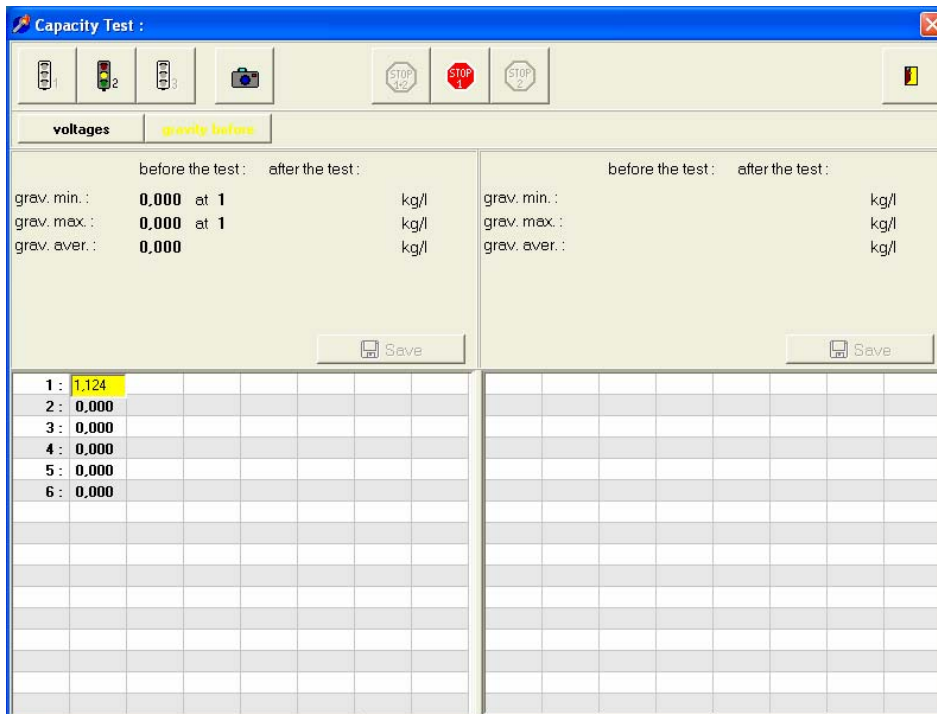 Capacity Test :
1 2 3 STOP 1+2 STOP 1 STOP 2
voltages gravity before
before the test : after the test :
grav. min. : 0,000 at 1 kg/l
grav. max. : 0,000 at 1 kg/l
grav. aver. : 0,000 kg/l
Save
before the test : after the test :
grav. min. : kg/l
grav. max. : kg/l
grav. aver. : kg/l
Save
1 : 1,124
2 : 0,000
3 : 0,000
4 : 0,000
5 : 0,000
6 : 0,000